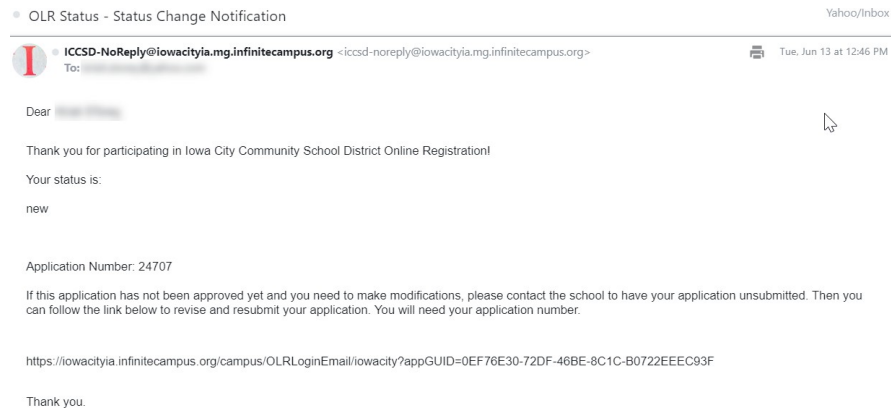 OLR Status - Status Change Notification
Yahoo/Inbox
I
ICCSD-NoReply@iowacityia.mg.infinitecampus.org <iccsd-noreply@iowacityia.mg.infinitecampus.org>
Tue, Jun 13 at 12:46 PM
To:
Dear
Thank you for participating in Iowa City Community School District Online Registration!
Your status is:
new
Application Number: 24707
If this application has not been approved yet and you need to make modifications, please contact the school to have your application unsubmitted. Then you
can follow the link below to revise and resubmit your application. You will need your application number.
https://iowacityia.infinitecampus.org/campus/OLRLoginEmail/iowacity?appGUID=0EF76E30-72DF-46BE-8C1C-B0722EEEC93F
Thank you.